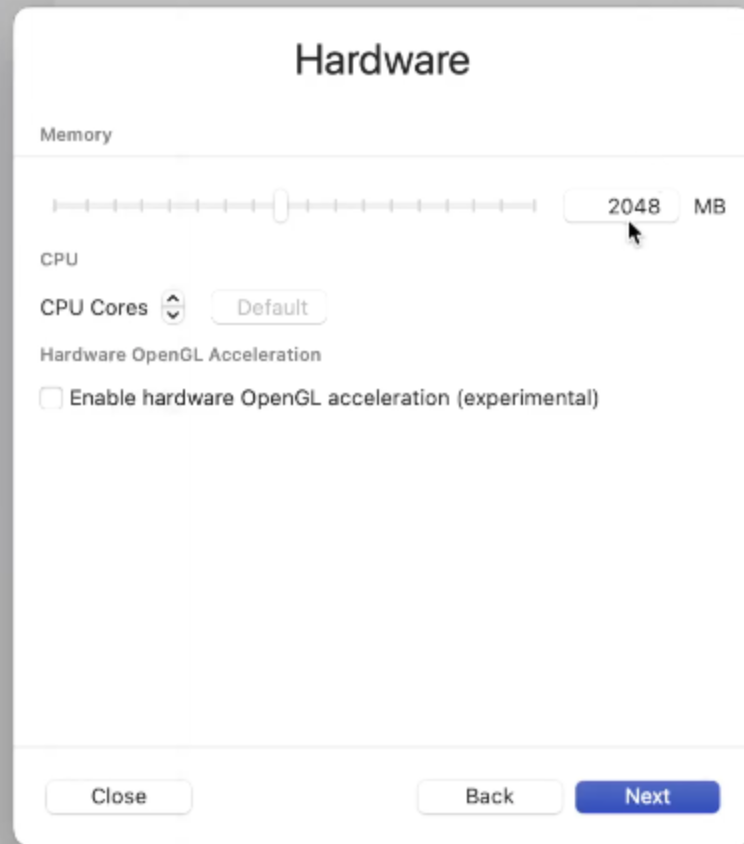 Hardware
Memory
2048 MB
CPU
CPU Cores Default
Hardware OpenGL Acceleration
Enable hardware OpenGL acceleration (experimental)
Close Back Next